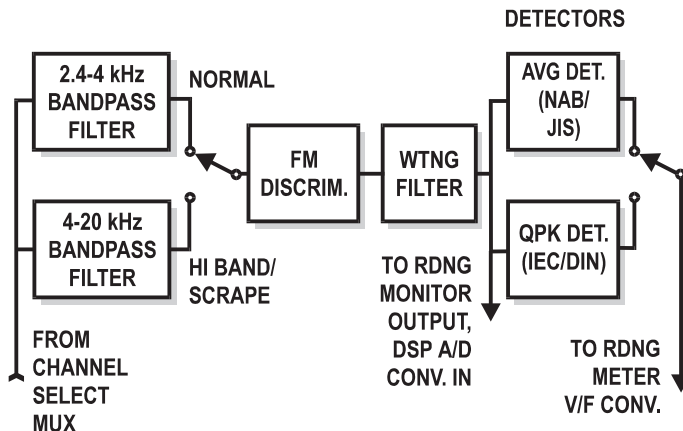 DETECTORS
2.4-4 kHz
BANDPASS
FILTER
NORMAL
AVG DET.
(NAB/
JIS)
FM
DISCRIM.
WTNG
FILTER
4-20 kHz
BANDPASS
FILTER
HI BAND/
SCRAPE
QPK DET.
(IEC/DIN)
TO RDNG
MONITOR
OUTPUT,
DSP A/D
CONV. IN
FROM
CHANNEL
SELECT
MUX
TO RDNG
METER
V/F CONV.